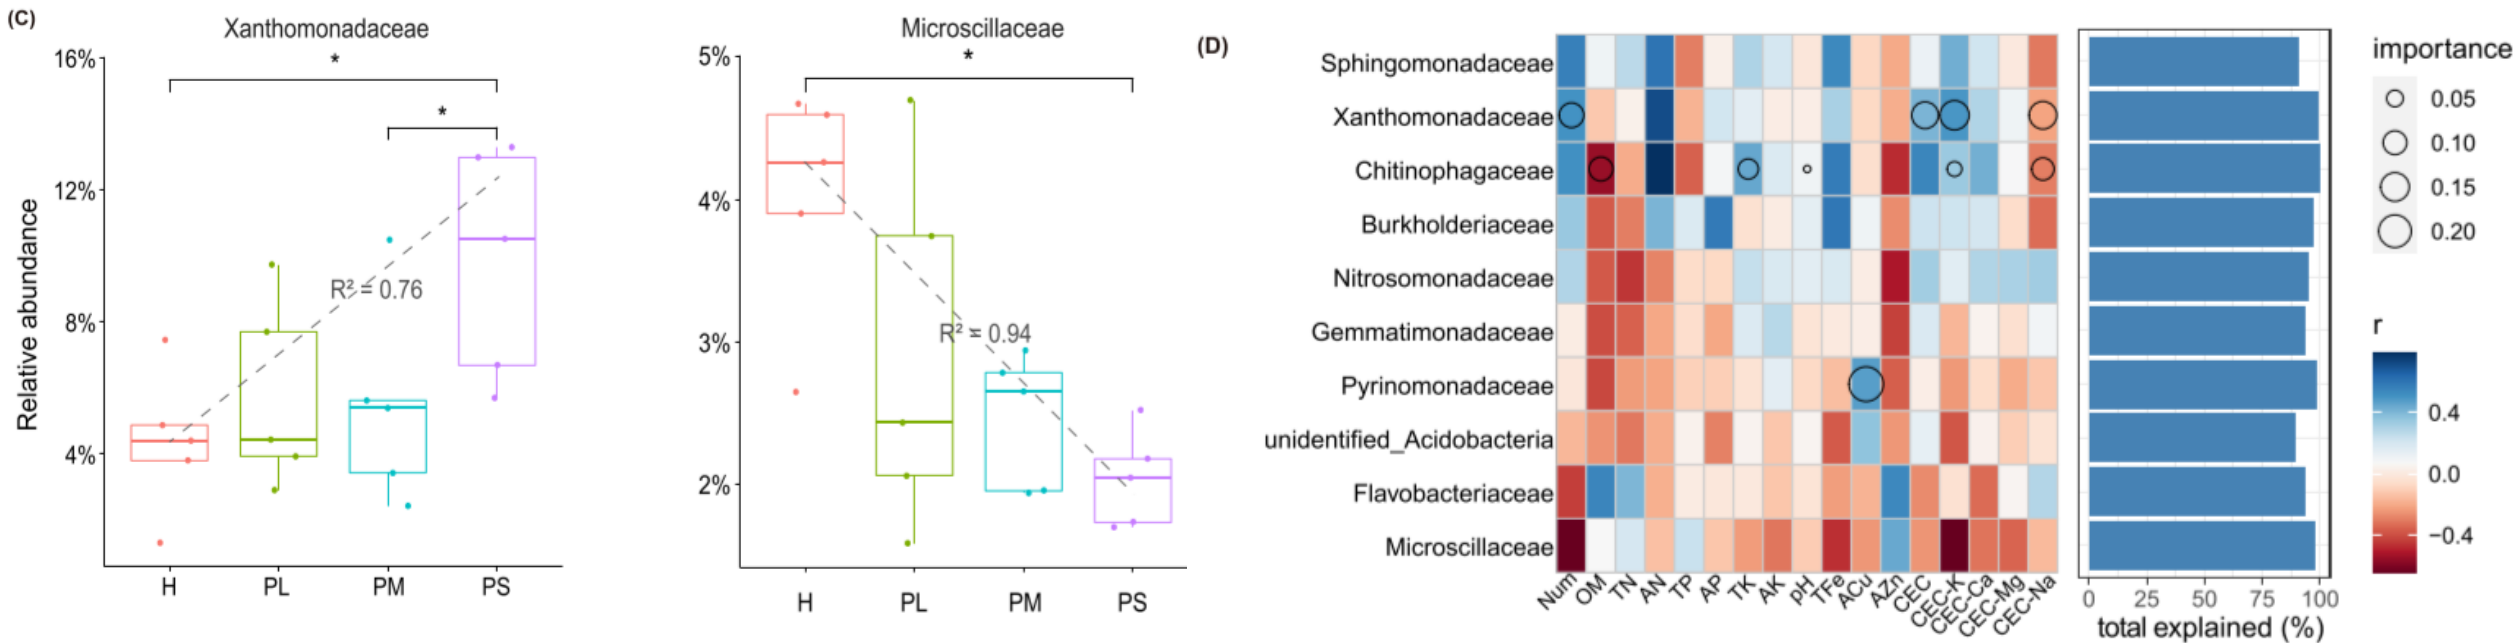 (C)
Xanthomonadaceae
Relative abundance
16%
12%
8%
4%
*
*
R² = 0.76
H PL PM PS
Microscillaceae
5%
4%
3%
2%
*
R² = 0.94
H PL PM PS
(D)
Sphingomonadaceae
Xanthomonadaceae
Chitinophagaceae
Burkholderiaceae
Nitrosomonadaceae
Gemmatimonadaceae
Pyrinomonadaceae
unidentified_Acidobacteria
Flavobacteriaceae
Microscillaceae
Num OM TN AN TP AP TK AK pH TFe ACu AZn CEC CEC-K CEC-Ca CEC-Mg CEC-Na
0 25 50 75 100
total explained (%)
importance
0.05
0.10
0.15
0.20
r
0.4
0.0
−0.4